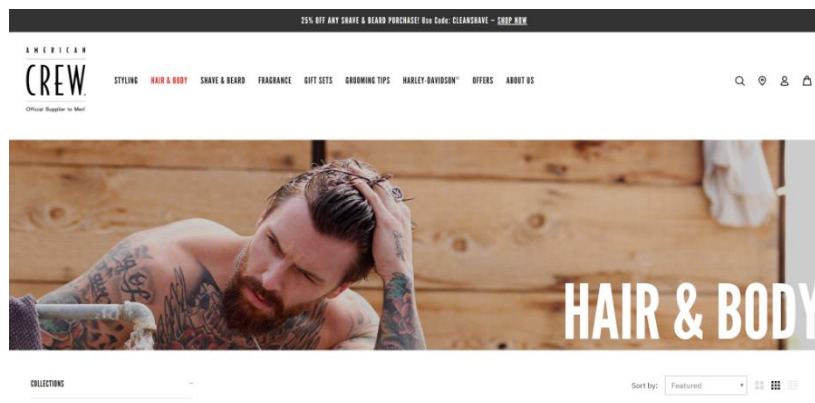 25% OFF ANY SHAVE & BEARD PURCHASE! Use Code: CLEANSHAVE – SHOP NOW
AMERICAN
CREW
Official Supplier to Men®
STYLING HAIR & BODY SHAVE & BEARD FRAGRANCE GIFT SETS GROOMING TIPS HARLEY-DAVIDSON® OFFERS ABOUT US
HAIR & BODY
COLLECTIONS –
Sort by: Featured